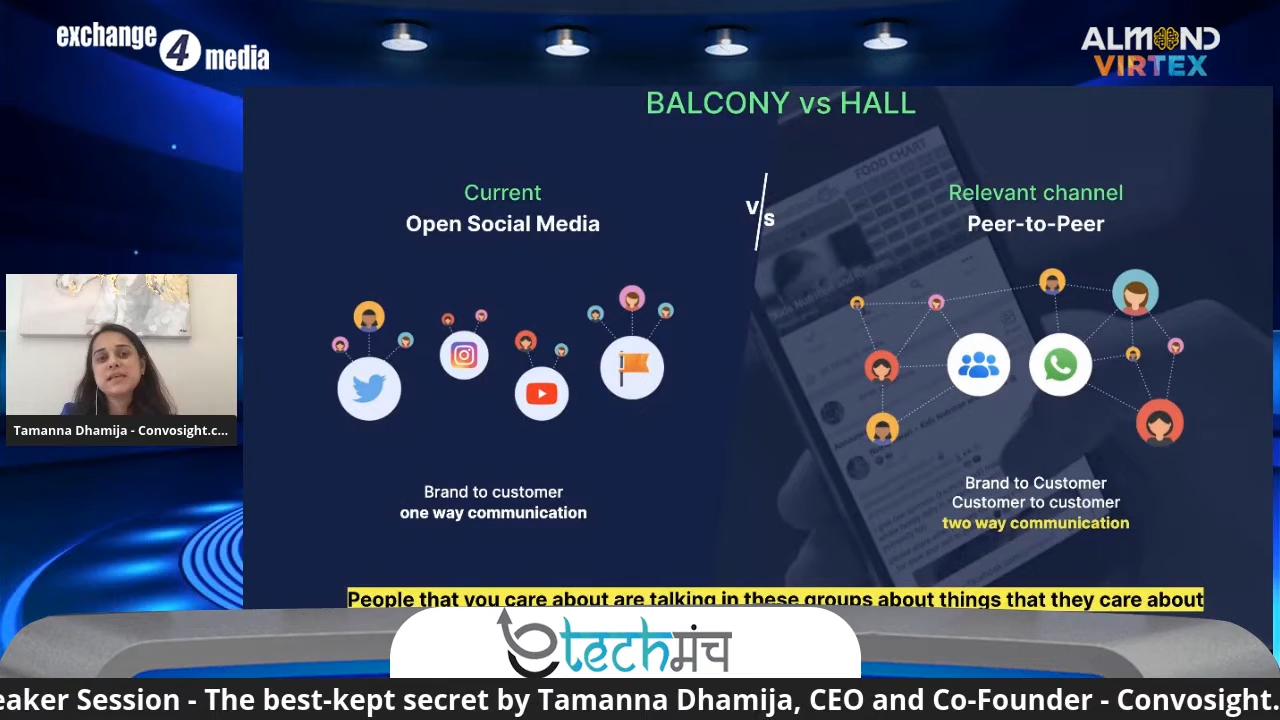 exchange
4
media
ALMOND
VIRTEX
BALCONY vs HALL
Current
Open Social Media
V/S
Relevant channel
Peer-to-Peer
FOOD CHART
Brand to customer
one way communication
Brand to Customer
Customer to customer
two way communication
People that you care about are talking in these groups about things that they care about
Tamanna Dhamija - Convosight.c...
etechमंच
eaker Session - The best-kept secret by Tamanna Dhamija, CEO and Co-Founder - Convosight.